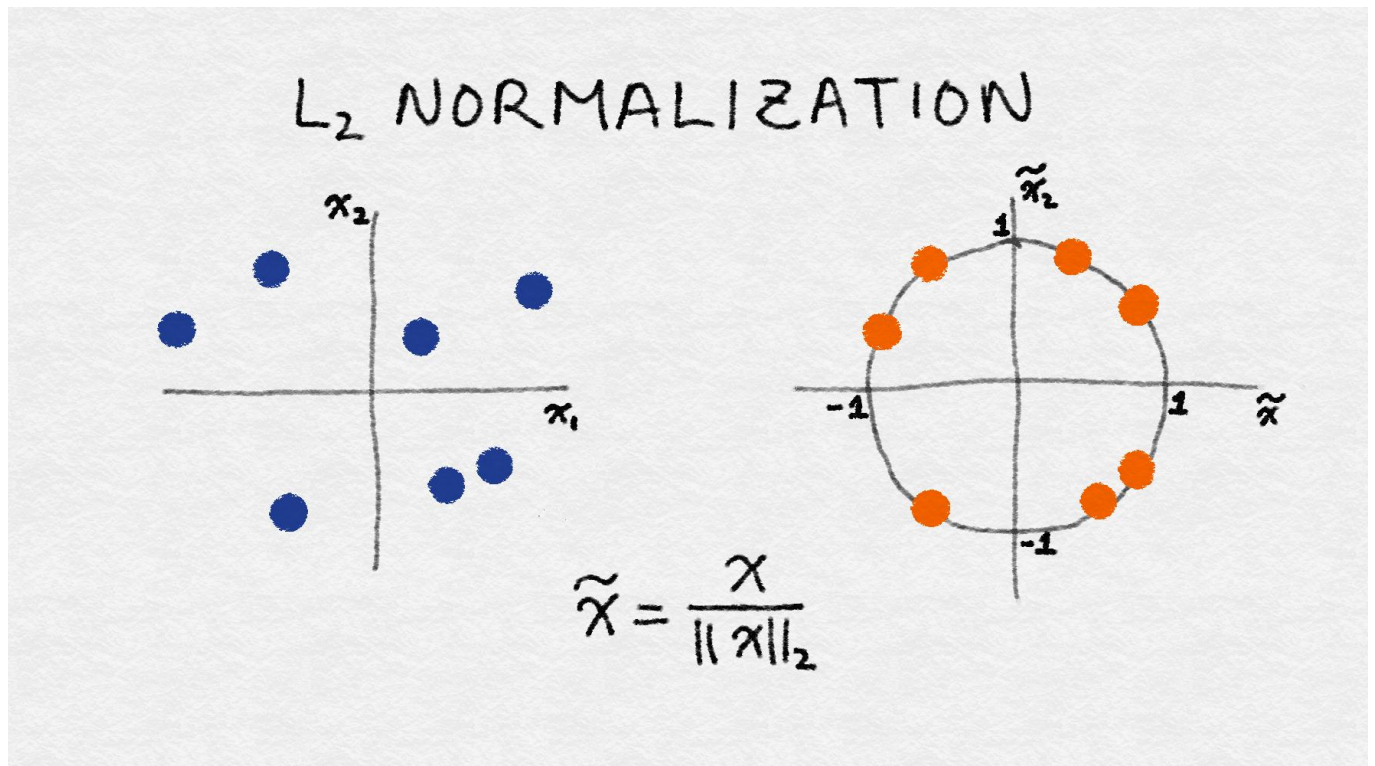 L₂ NORMALIZATION
x₂
x₁
x̃₂
1
-1
1
x̃
-1
x̃ = x / ||x||₂